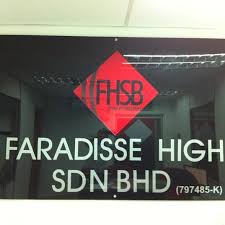 FHSB
FARADISSE HIGH
SDN BHD (797485-K)